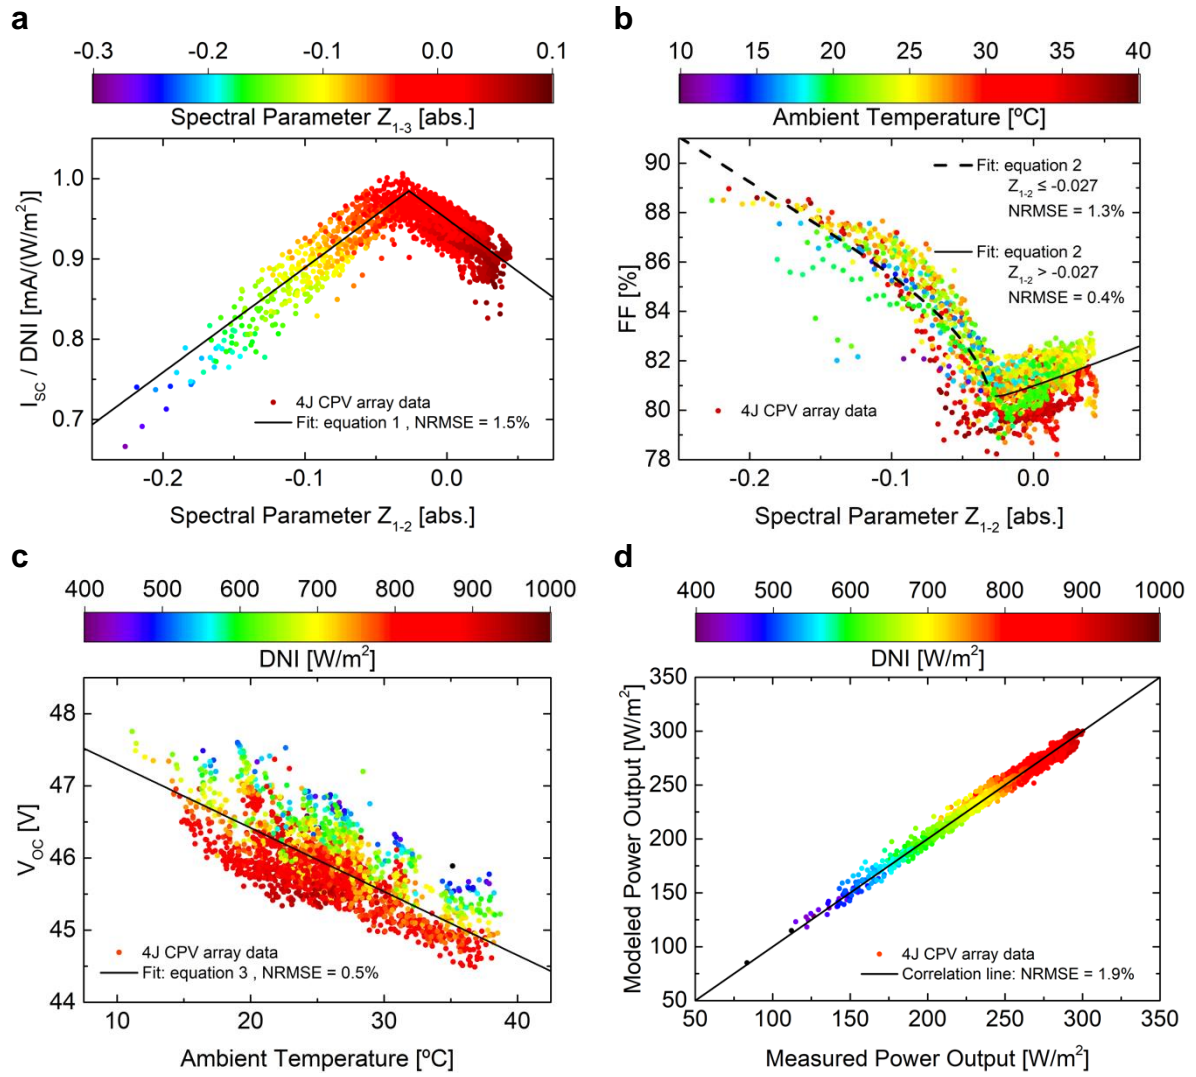 a
-0.3 -0.2 -0.1 0.0 0.1
Spectral Parameter Z1-3 [abs.]
1.0
0.9
0.8
0.7
ISC / DNI [mA/(W/m2)]
4J CPV array data
Fit: equation 1 , NRMSE = 1.5%
-0.2 -0.1 0.0
Spectral Parameter Z1-2 [abs.]
b
10 15 20 25 30 35 40
Ambient Temperature [ºC]
90
88
86
84
82
80
78
FF [%]
Fit: equation 2
Z1-2 ≤ -0.027
NRMSE = 1.3%
Fit: equation 2
Z1-2 > -0.027
NRMSE = 0.4%
4J CPV array data
-0.2 -0.1 0.0
Spectral Parameter Z1-2 [abs.]
c
400 500 600 700 800 900 1000
DNI [W/m2]
48
47
46
45
44
VOC [V]
4J CPV array data
Fit: equation 3 , NRMSE = 0.5%
10 20 30 40
Ambient Temperature [ºC]
d
400 500 600 700 800 900 1000
DNI [W/m2]
350
300
250
200
150
100
50
Modeled Power Output [W/m2]
4J CPV array data
Correlation line: NRMSE = 1.9%
50 100 150 200 250 300 350
Measured Power Output [W/m2]